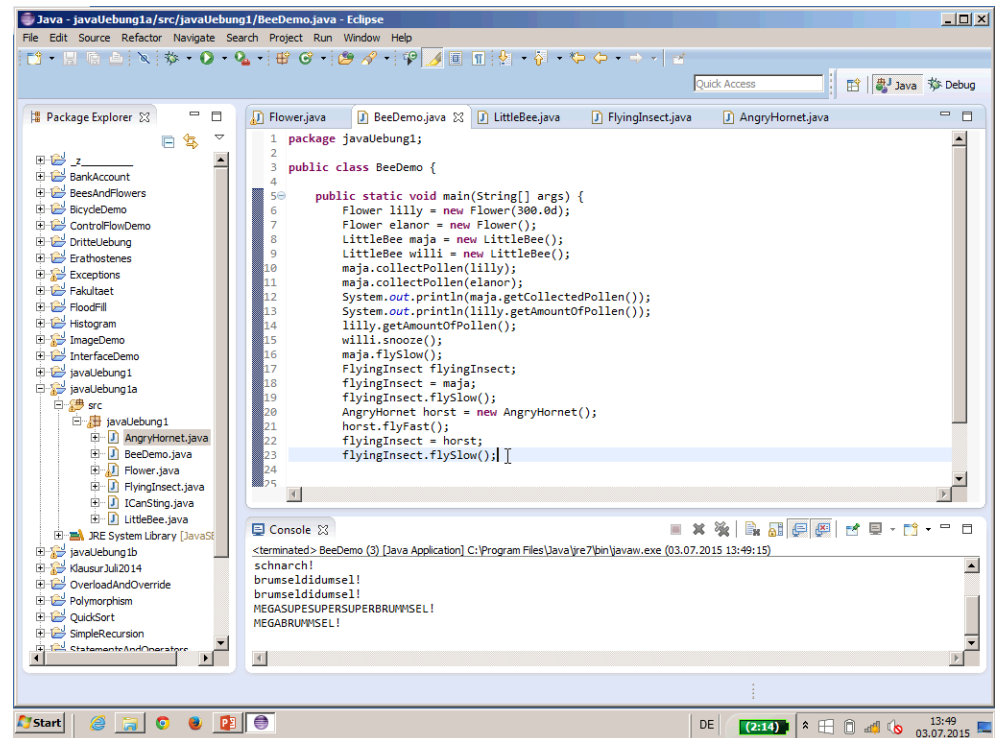 Java - javaUebung1a/src/javaUebung1/BeeDemo.java - Eclipse
File Edit Source Refactor Navigate Search Project Run Window Help
Quick Access
Java
Debug
Package Explorer
_z_________
BankAccount
BeesAndFlowers
BicycleDemo
ControlFlowDemo
DritteUebung
Erathostenes
Exceptions
Fakultaet
FloodFill
Histogram
ImageDemo
InterfaceDemo
javaUebung1
javaUebung1a
src
javaUebung1
AngryHornet.java
BeeDemo.java
Flower.java
FlyingInsect.java
ICanSting.java
LittleBee.java
JRE System Library [JavaSE
javaUebung1b
KlausurJuli2014
OverloadAndOverride
Polymorphism
QuickSort
SimpleRecursion
StatementsAndOperators
Flower.java BeeDemo.java LittleBee.java FlyingInsect.java AngryHornet.java
1 package javaUebung1;
2
3 public class BeeDemo {
4
5 public static void main(String[] args) {
6 Flower lilly = new Flower(300.0d);
7 Flower elanor = new Flower();
8 LittleBee maja = new LittleBee();
9 LittleBee willi = new LittleBee();
10 maja.collectPollen(lilly);
11 maja.collectPollen(elanor);
12 System.out.println(maja.getCollectedPollen());
13 System.out.println(lilly.getAmountOfPollen());
14 lilly.getAmountOfPollen();
15 willi.snooze();
16 maja.flySlow();
17 FlyingInsect flyingInsect;
18 flyingInsect = maja;
19 flyingInsect.flySlow();
20 AngryHornet horst = new AngryHornet();
21 horst.flyFast();
22 flyingInsect = horst;
23 flyingInsect.flySlow();
24
25
Console
<terminated> BeeDemo (3) [Java Application] C:\Program Files\Java\jre7\bin\javaw.exe (03.07.2015 13:49:15)
schnarch!
brumseldidumsel!
brumseldidumsel!
MEGASUPESUPERSUPERBRUMMSEL!
MEGABRUMMSEL!
Start
DE
(2:14)
13:49
03.07.2015